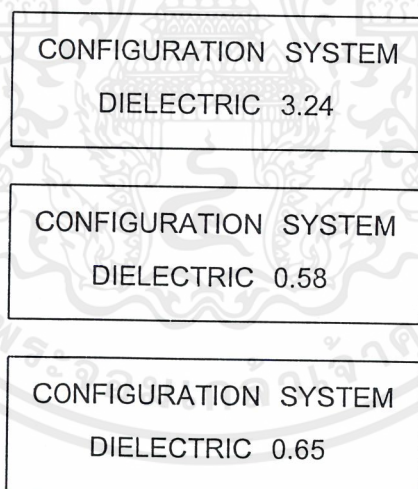 CONFIGURATION SYSTEM
DIELECTRIC 3.24
CONFIGURATION SYSTEM
DIELECTRIC 0.58
CONFIGURATION SYSTEM
DIELECTRIC 0.65